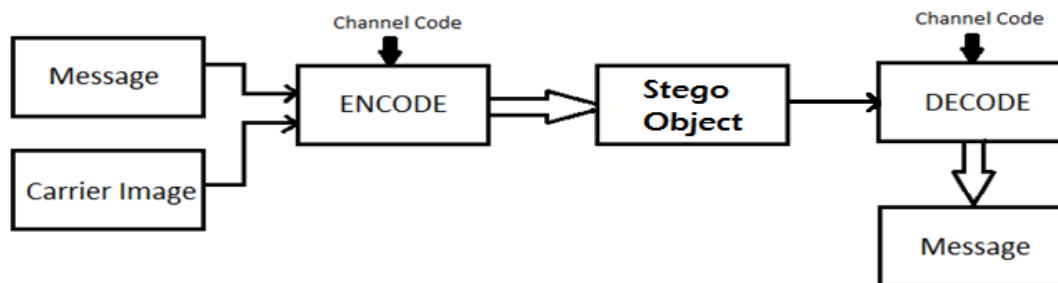 Channel Code
Channel Code
Message
ENCODE
Stego
Object
DECODE
Carrier Image
Message